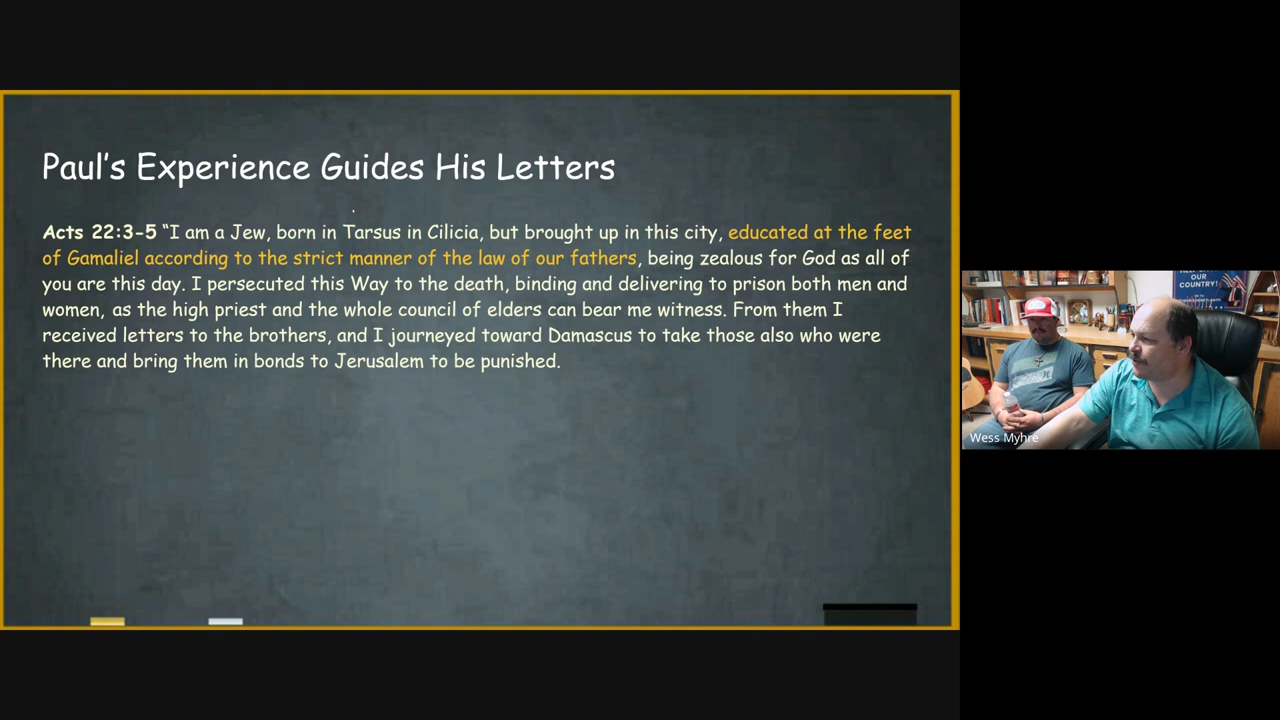 Paul's Experience Guides His Letters
Acts 22:3-5 “I am a Jew, born in Tarsus in Cilicia, but brought up in this city, educated at the feet
of Gamaliel according to the strict manner of the law of our fathers, being zealous for God as all of
you are this day. I persecuted this Way to the death, binding and delivering to prison both men and
women, as the high priest and the whole council of elders can bear me witness. From them I
received letters to the brothers, and I journeyed toward Damascus to take those also who were
there and bring them in bonds to Jerusalem to be punished.
OUR
COUNTRY!
Wess Myhre